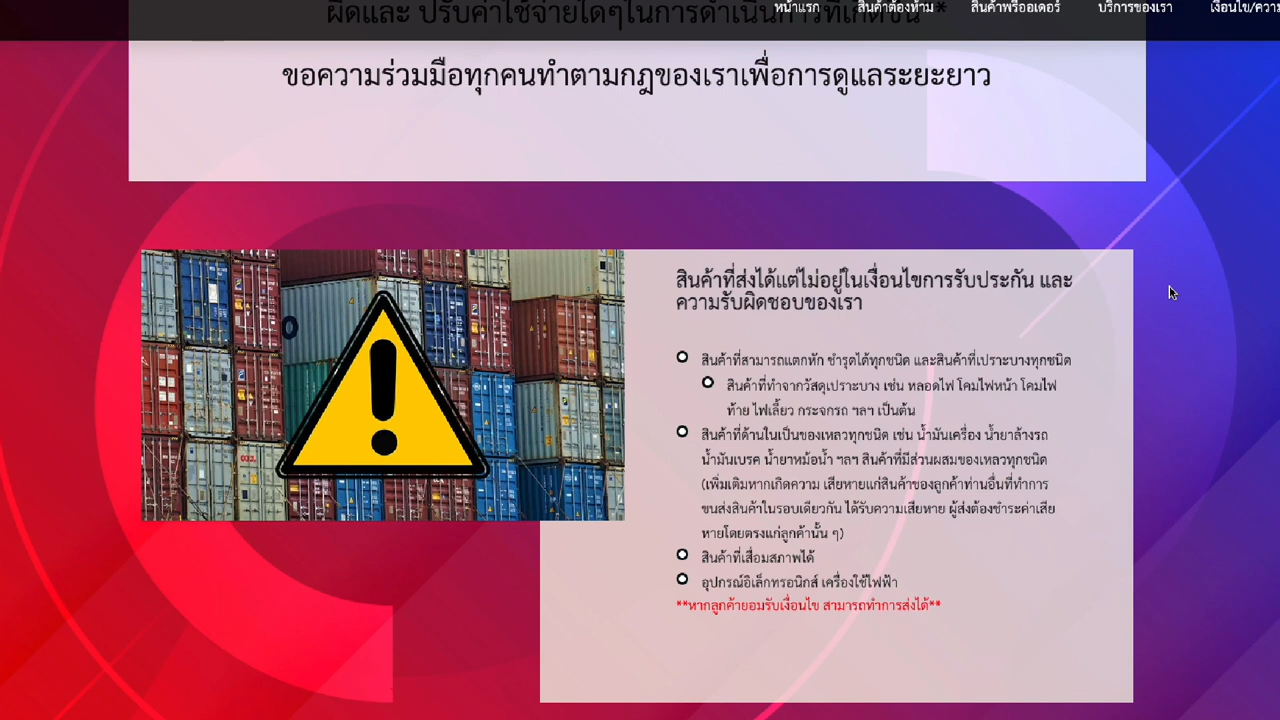 ผิดและ ปรับค่าใช้จ่ายใดๆในการดำเนินการที่เกิดขึ้น**
หน้าแรก สินค้าต้องห้าม สินค้าพรีออเดอร์ บริการของเรา เงื่อนไข/ความ
ขอความร่วมมือทุกคนทำตามกฎของเราเพื่อการดูแลระยะยาว
สินค้าที่ส่งได้แต่ไม่อยู่ในเงื่อนไขการรับประกัน และ
ความรับผิดชอบของเรา
สินค้าที่สามารถแตกหัก ชำรุดได้ทุกชนิด และสินค้าที่เปราะบางทุกชนิด
สินค้าที่ทำจากวัสดุเปราะบาง เช่น หลอดไฟ โคมไฟหน้า โคมไฟ
ท้าย ไฟเลี้ยว กระจกรถ ฯลฯ เป็นต้น
สินค้าที่ด้านในเป็นของเหลวทุกชนิด เช่น น้ำมันเครื่อง น้ำยาล้างรถ
น้ำมันเบรค น้ำยาหม้อน้ำ ฯลฯ สินค้าที่มีส่วนผสมของเหลวทุกชนิด
(เพิ่มเติมหากเกิดความ เสียหายแก่สินค้าของลูกค้าท่านอื่นที่ทำการ
ขนส่งสินค้าในรอบเดียวกัน ได้รับความเสียหาย ผู้ส่งต้องชำระค่าเสีย
หายโดยตรงแก่ลูกค้านั้น ๆ)
สินค้าที่เสื่อมสภาพได้
อุปกรณ์อิเล็กทรอนิกส์ เครื่องใช้ไฟฟ้า
**หากลูกค้ายอมรับเงื่อนไข สามารถทำการส่งได้**